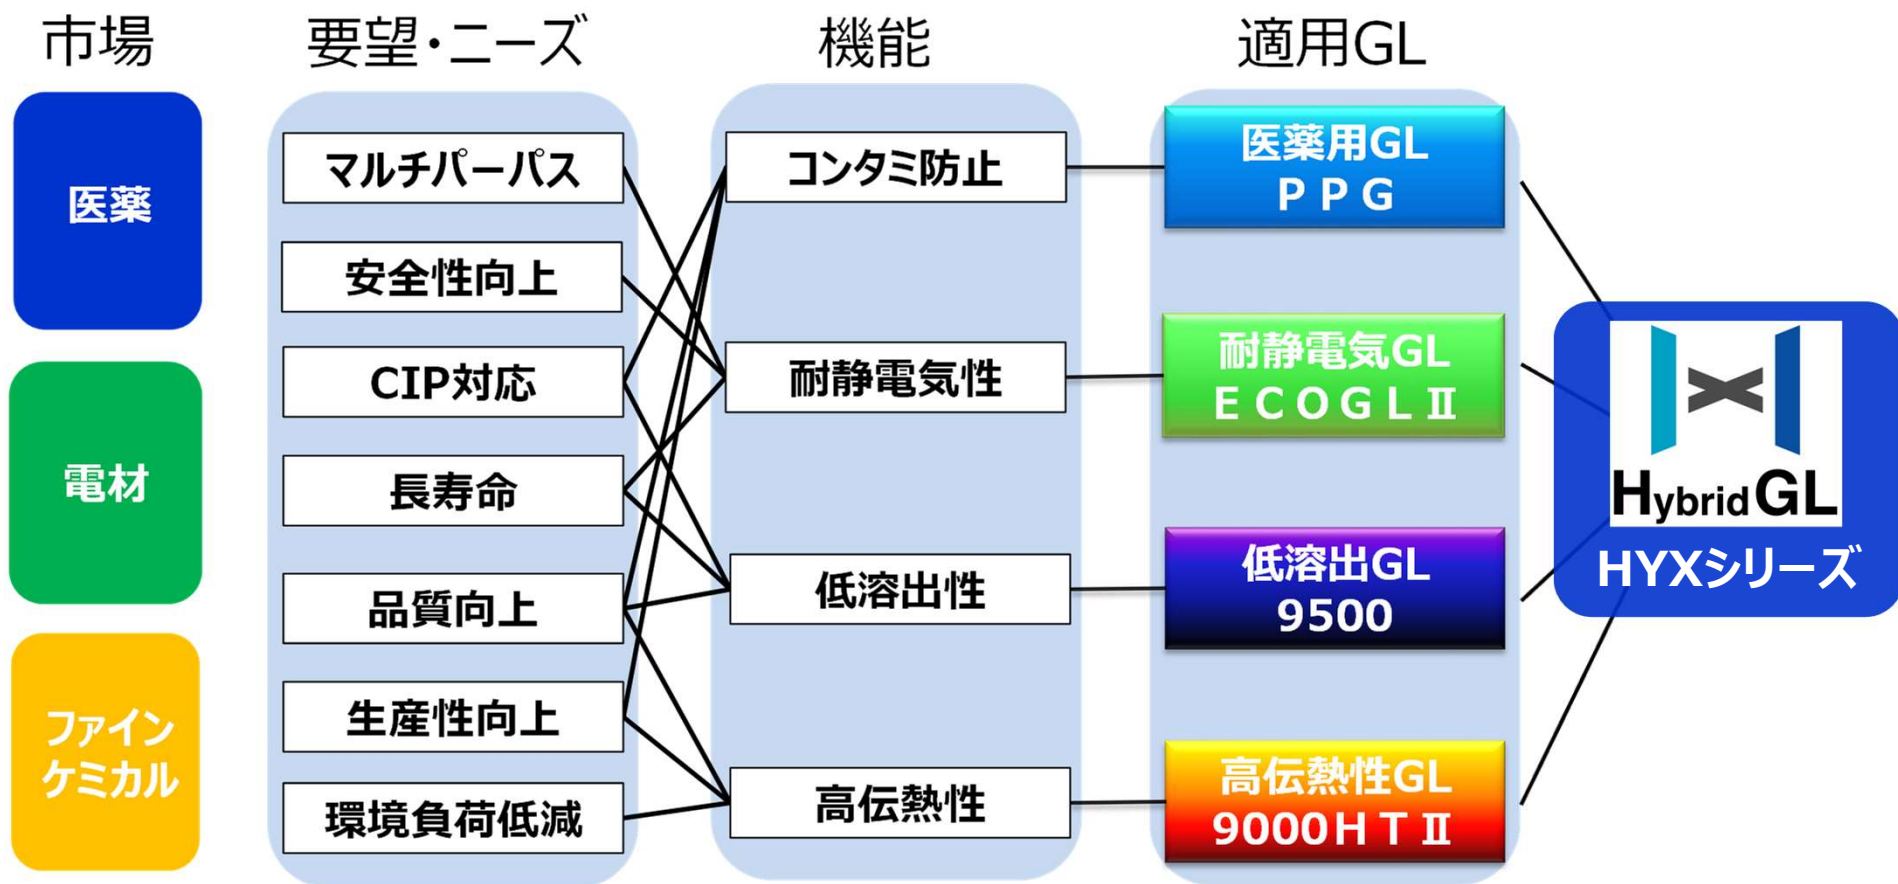 市場
要望・ニーズ
機能
適用GL
医薬
電材
ファイン
ケミカル
マルチパーパス
安全性向上
CIP対応
長寿命
品質向上
生産性向上
環境負荷低減
コンタミ防止
耐静電気性
低溶出性
高伝熱性
医薬用GL
ＰＰＧ
耐静電気GL
ＥＣＯＧＬⅡ
低溶出GL
9500
高伝熱性GL
9000ＨＴⅡ
HybridGL
HYXシリーズ